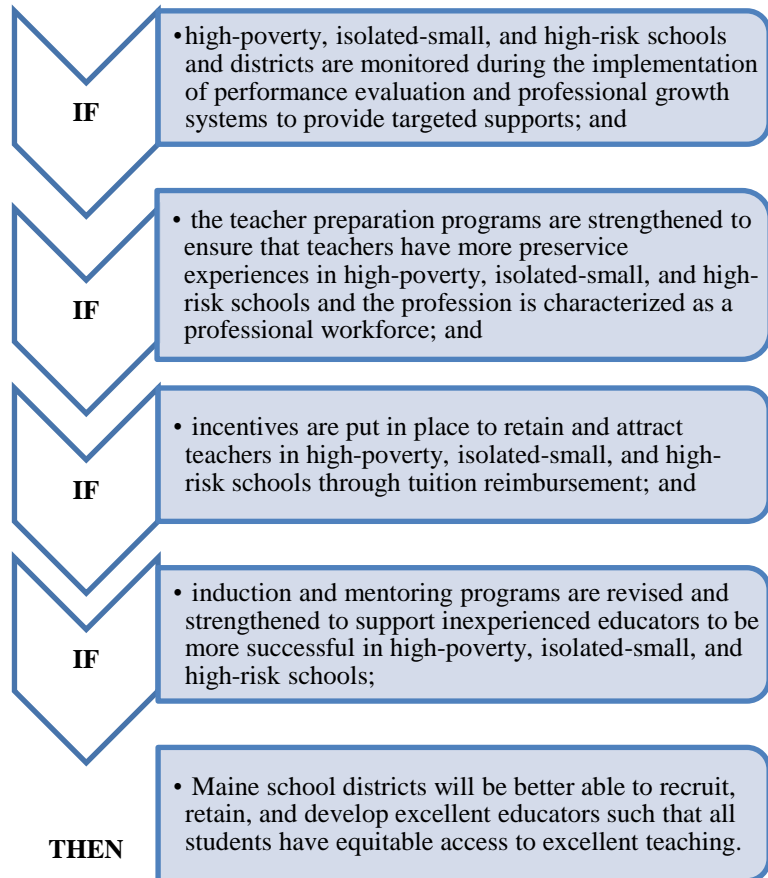 IF
•high-poverty, isolated-small, and high-risk schools
and districts are monitored during the implementation
of performance evaluation and professional growth
systems to provide targeted supports; and
IF
• the teacher preparation programs are strengthened to
ensure that teachers have more preservice
experiences in high-poverty, isolated-small, and high-
risk schools and the profession is characterized as a
professional workforce; and
IF
• incentives are put in place to retain and attract
teachers in high-poverty, isolated-small, and high-
risk schools through tuition reimbursement; and
IF
• induction and mentoring programs are revised and
strengthened to support inexperienced educators to be
more successful in high-poverty, isolated-small, and
high-risk schools;
THEN
• Maine school districts will be better able to recruit,
retain, and develop excellent educators such that all
students have equitable access to excellent teaching.